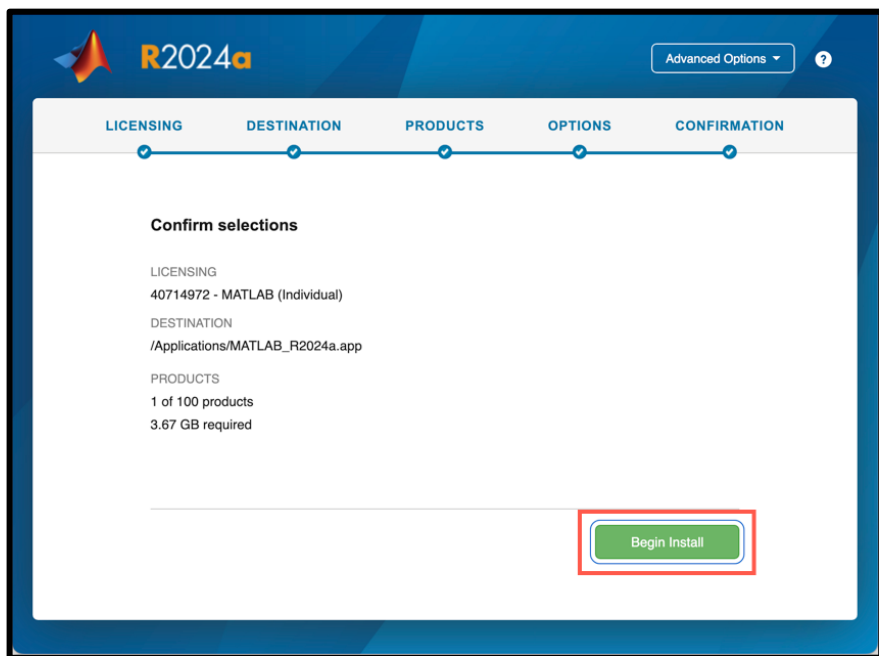 R2024a
Advanced Options
?
LICENSING DESTINATION PRODUCTS OPTIONS CONFIRMATION
Confirm selections
LICENSING
40714972 - MATLAB (Individual)
DESTINATION
/Applications/MATLAB_R2024a.app
PRODUCTS
1 of 100 products
3.67 GB required
Begin Install